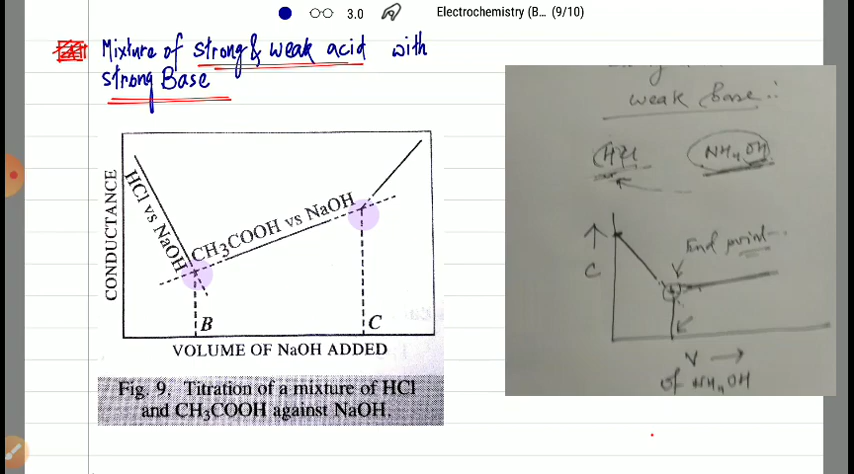 3.0
Electrochemistry (B... (9/10)
Mixture of strong & weak acid with
strong Base
CONDUCTANCE
HCl vs NaOH
CH₃COOH vs NaOH
B
C
VOLUME OF NaOH ADDED
Fig. 9. Titration of a mixture of HCl
and CH₃COOH against NaOH.
weak base :
HCl NH₄OH
C
End point
V →
of NH₄OH